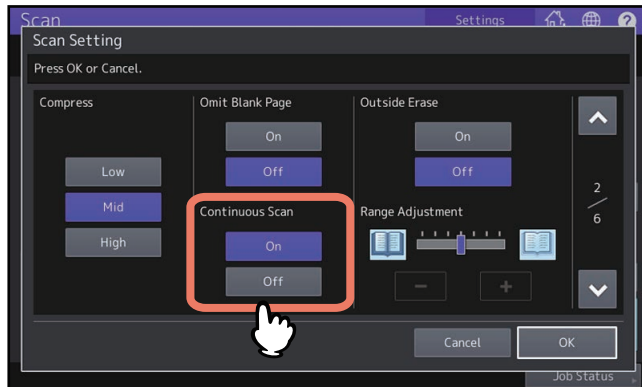 Scan
Settings
Scan Setting
Press OK or Cancel.
Compress
Omit Blank Page
Outside Erase
On
On
Low
Off
Off
2
Mid
Continuous Scan
Range Adjustment
6
High
On
Off
Cancel
OK
Job Status